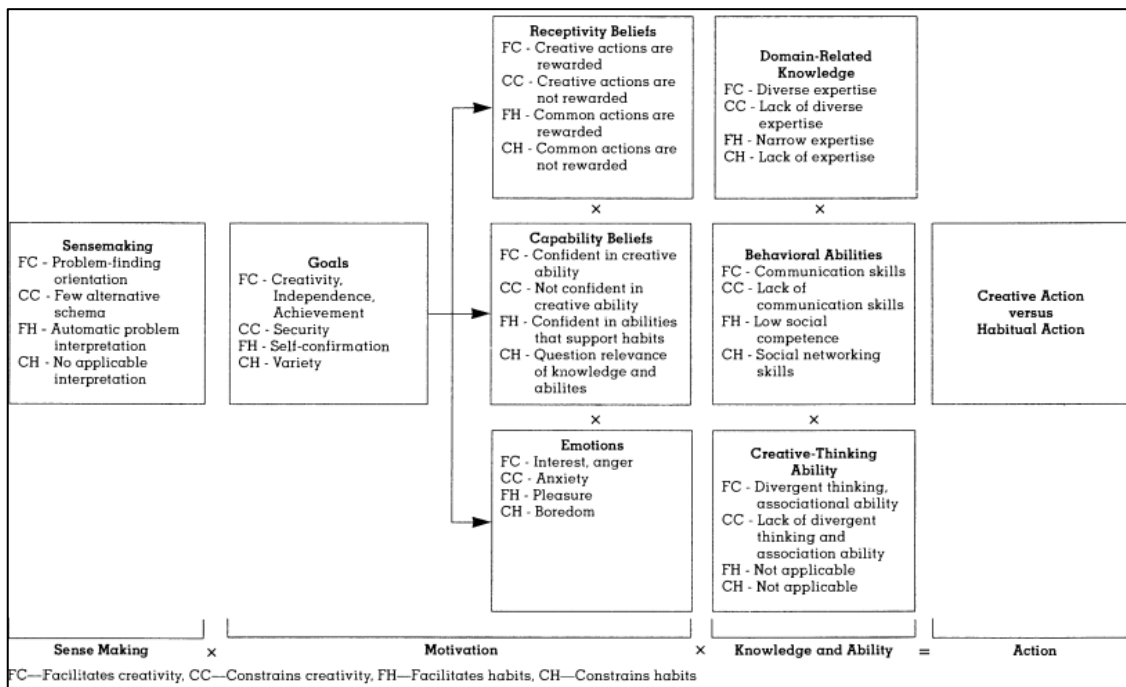 Receptivity Beliefs
FC - Creative actions are
rewarded
CC - Creative actions are
not rewarded
FH - Common actions are
rewarded
CH - Common actions are
not rewarded
Domain-Related
Knowledge
FC - Diverse expertise
CC - Lack of diverse
expertise
FH - Narrow expertise
CH - Lack of expertise
×
×
Sensemaking
FC - Problem-finding
orientation
CC - Few alternative
schema
FH - Automatic problem
interpretation
CH - No applicable
interpretation
Goals
FC - Creativity,
Independence,
Achievement
CC - Security
FH - Self-confirmation
CH - Variety
Capability Beliefs
FC - Confident in creative
ability
CC - Not confident in
creative ability
FH - Confident in abilities
that support habits
CH - Question relevance
of knowledge and
abilites
Behavioral Abilities
FC - Communication skills
CC - Lack of
communication skills
FH - Low social
competence
CH - Social networking
skills
Creative Action
versus
Habitual Action
×
×
Emotions
FC - Interest, anger
CC - Anxiety
FH - Pleasure
CH - Boredom
Creative-Thinking
Ability
FC - Divergent thinking,
associational ability
CC - Lack of divergent
thinking and
association ability
FH - Not applicable
CH - Not applicable
Sense Making × Motivation × Knowledge and Ability = Action
FC—Facilitates creativity, CC—Constrains creativity, FH—Facilitates habits, CH—Constrains habits